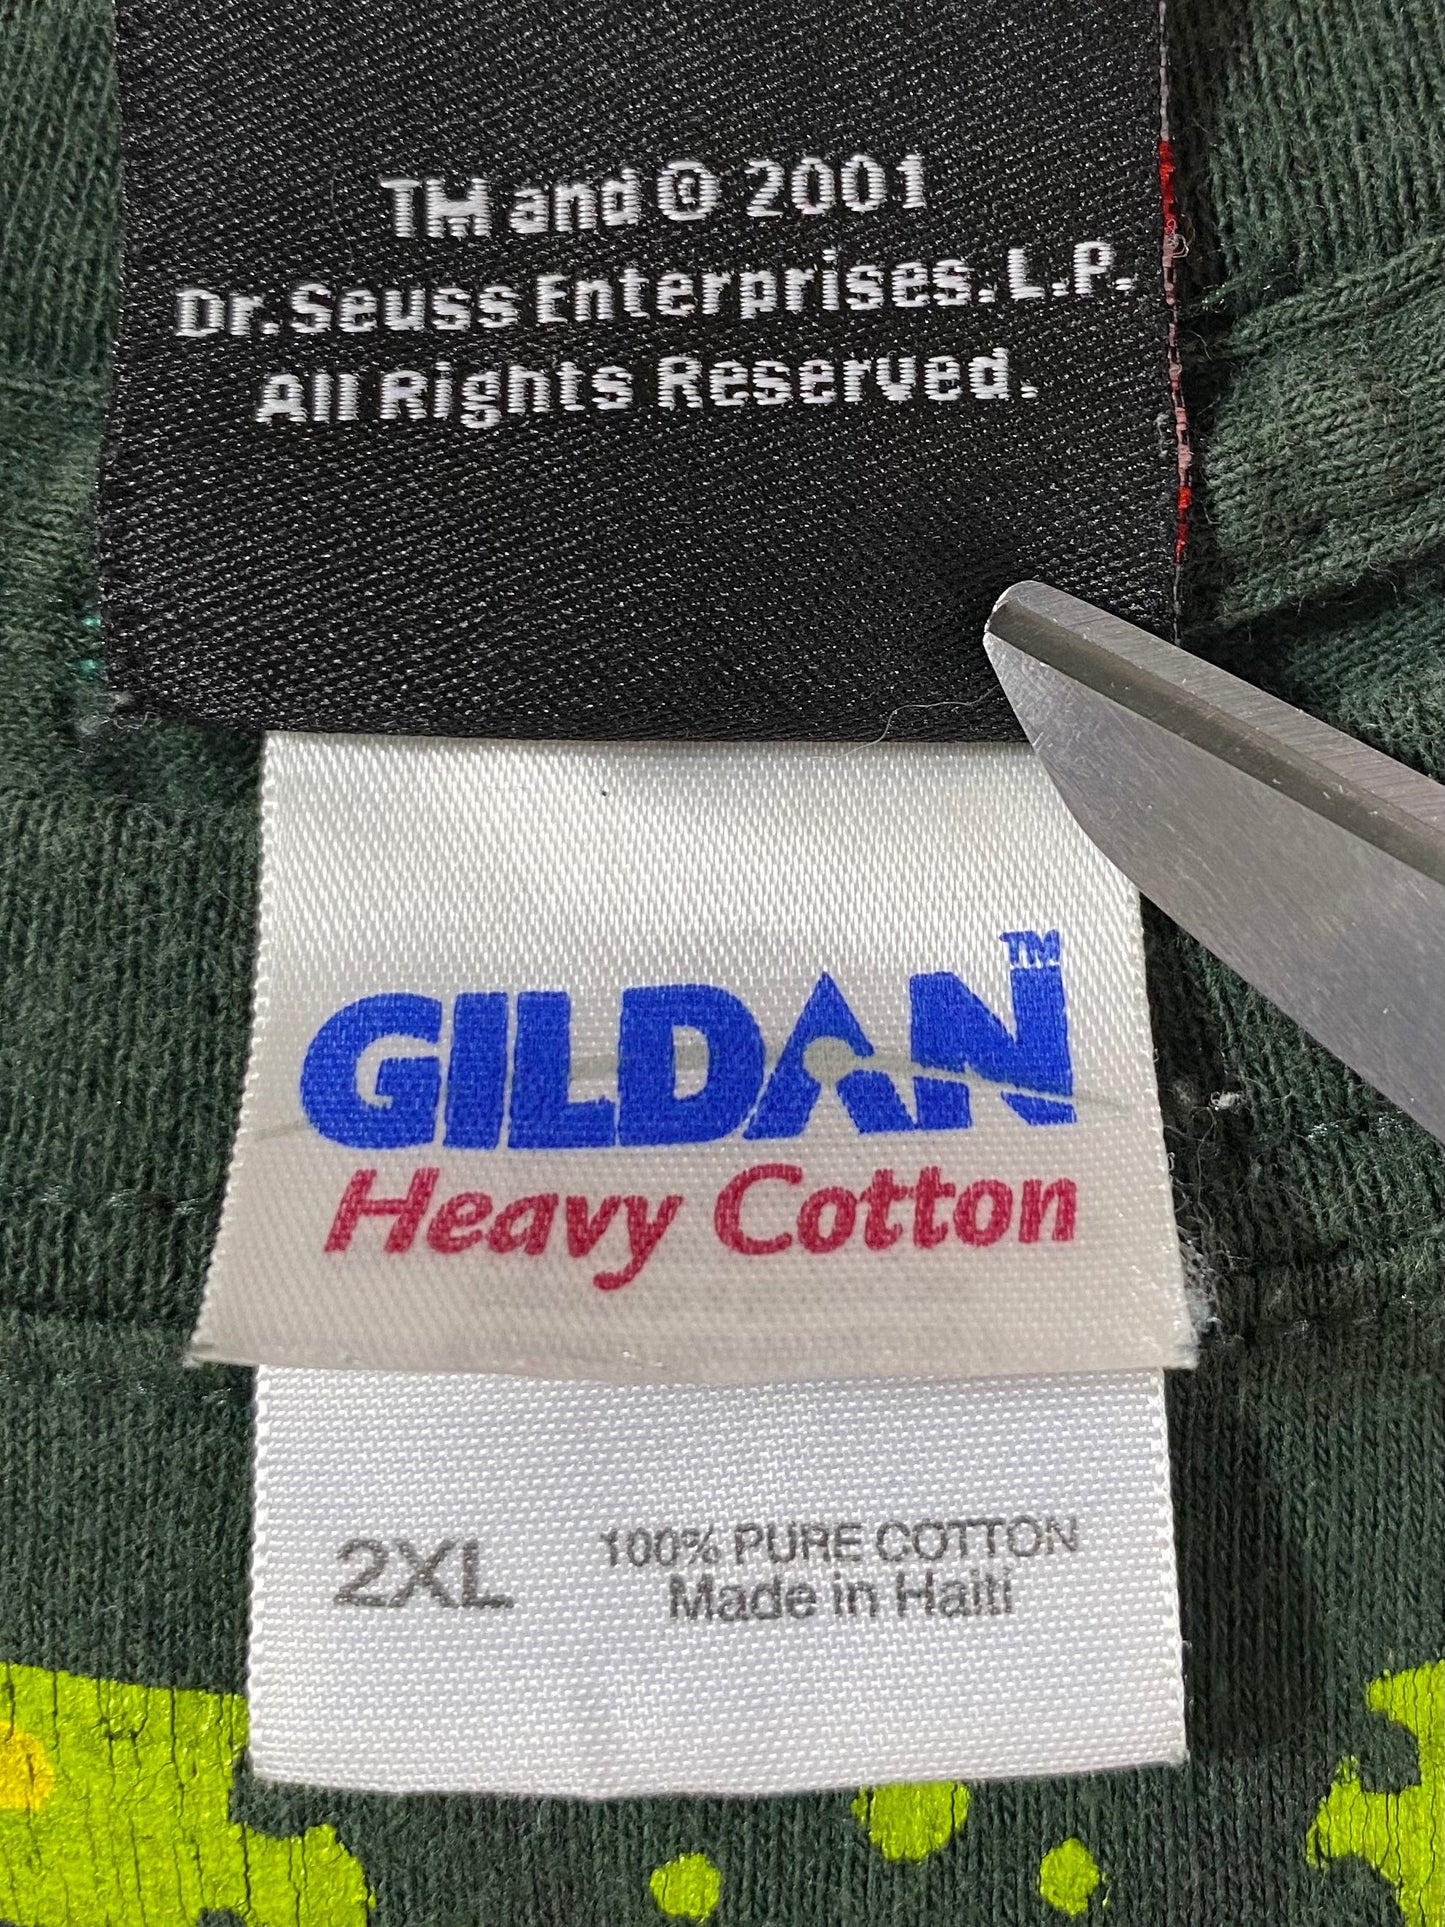 TM and © 2001
Dr. Seuss Enterprises. L.P.
All Rights Reserved.
GILDAN™
Heavy Cotton
2XL
100% PURE COTTON
Made in Haiti